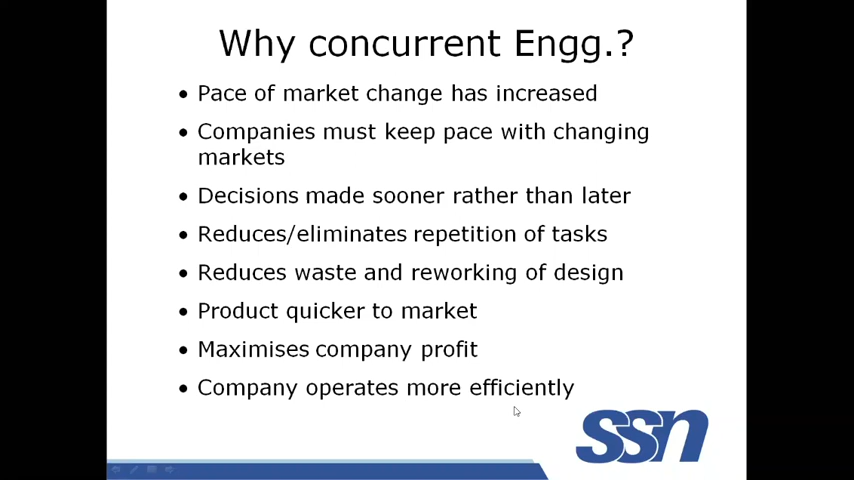 Why concurrent Engg.?
• Pace of market change has increased
• Companies must keep pace with changing
markets
• Decisions made sooner rather than later
• Reduces/eliminates repetition of tasks
• Reduces waste and reworking of design
• Product quicker to market
• Maximises company profit
• Company operates more efficiently
ssn